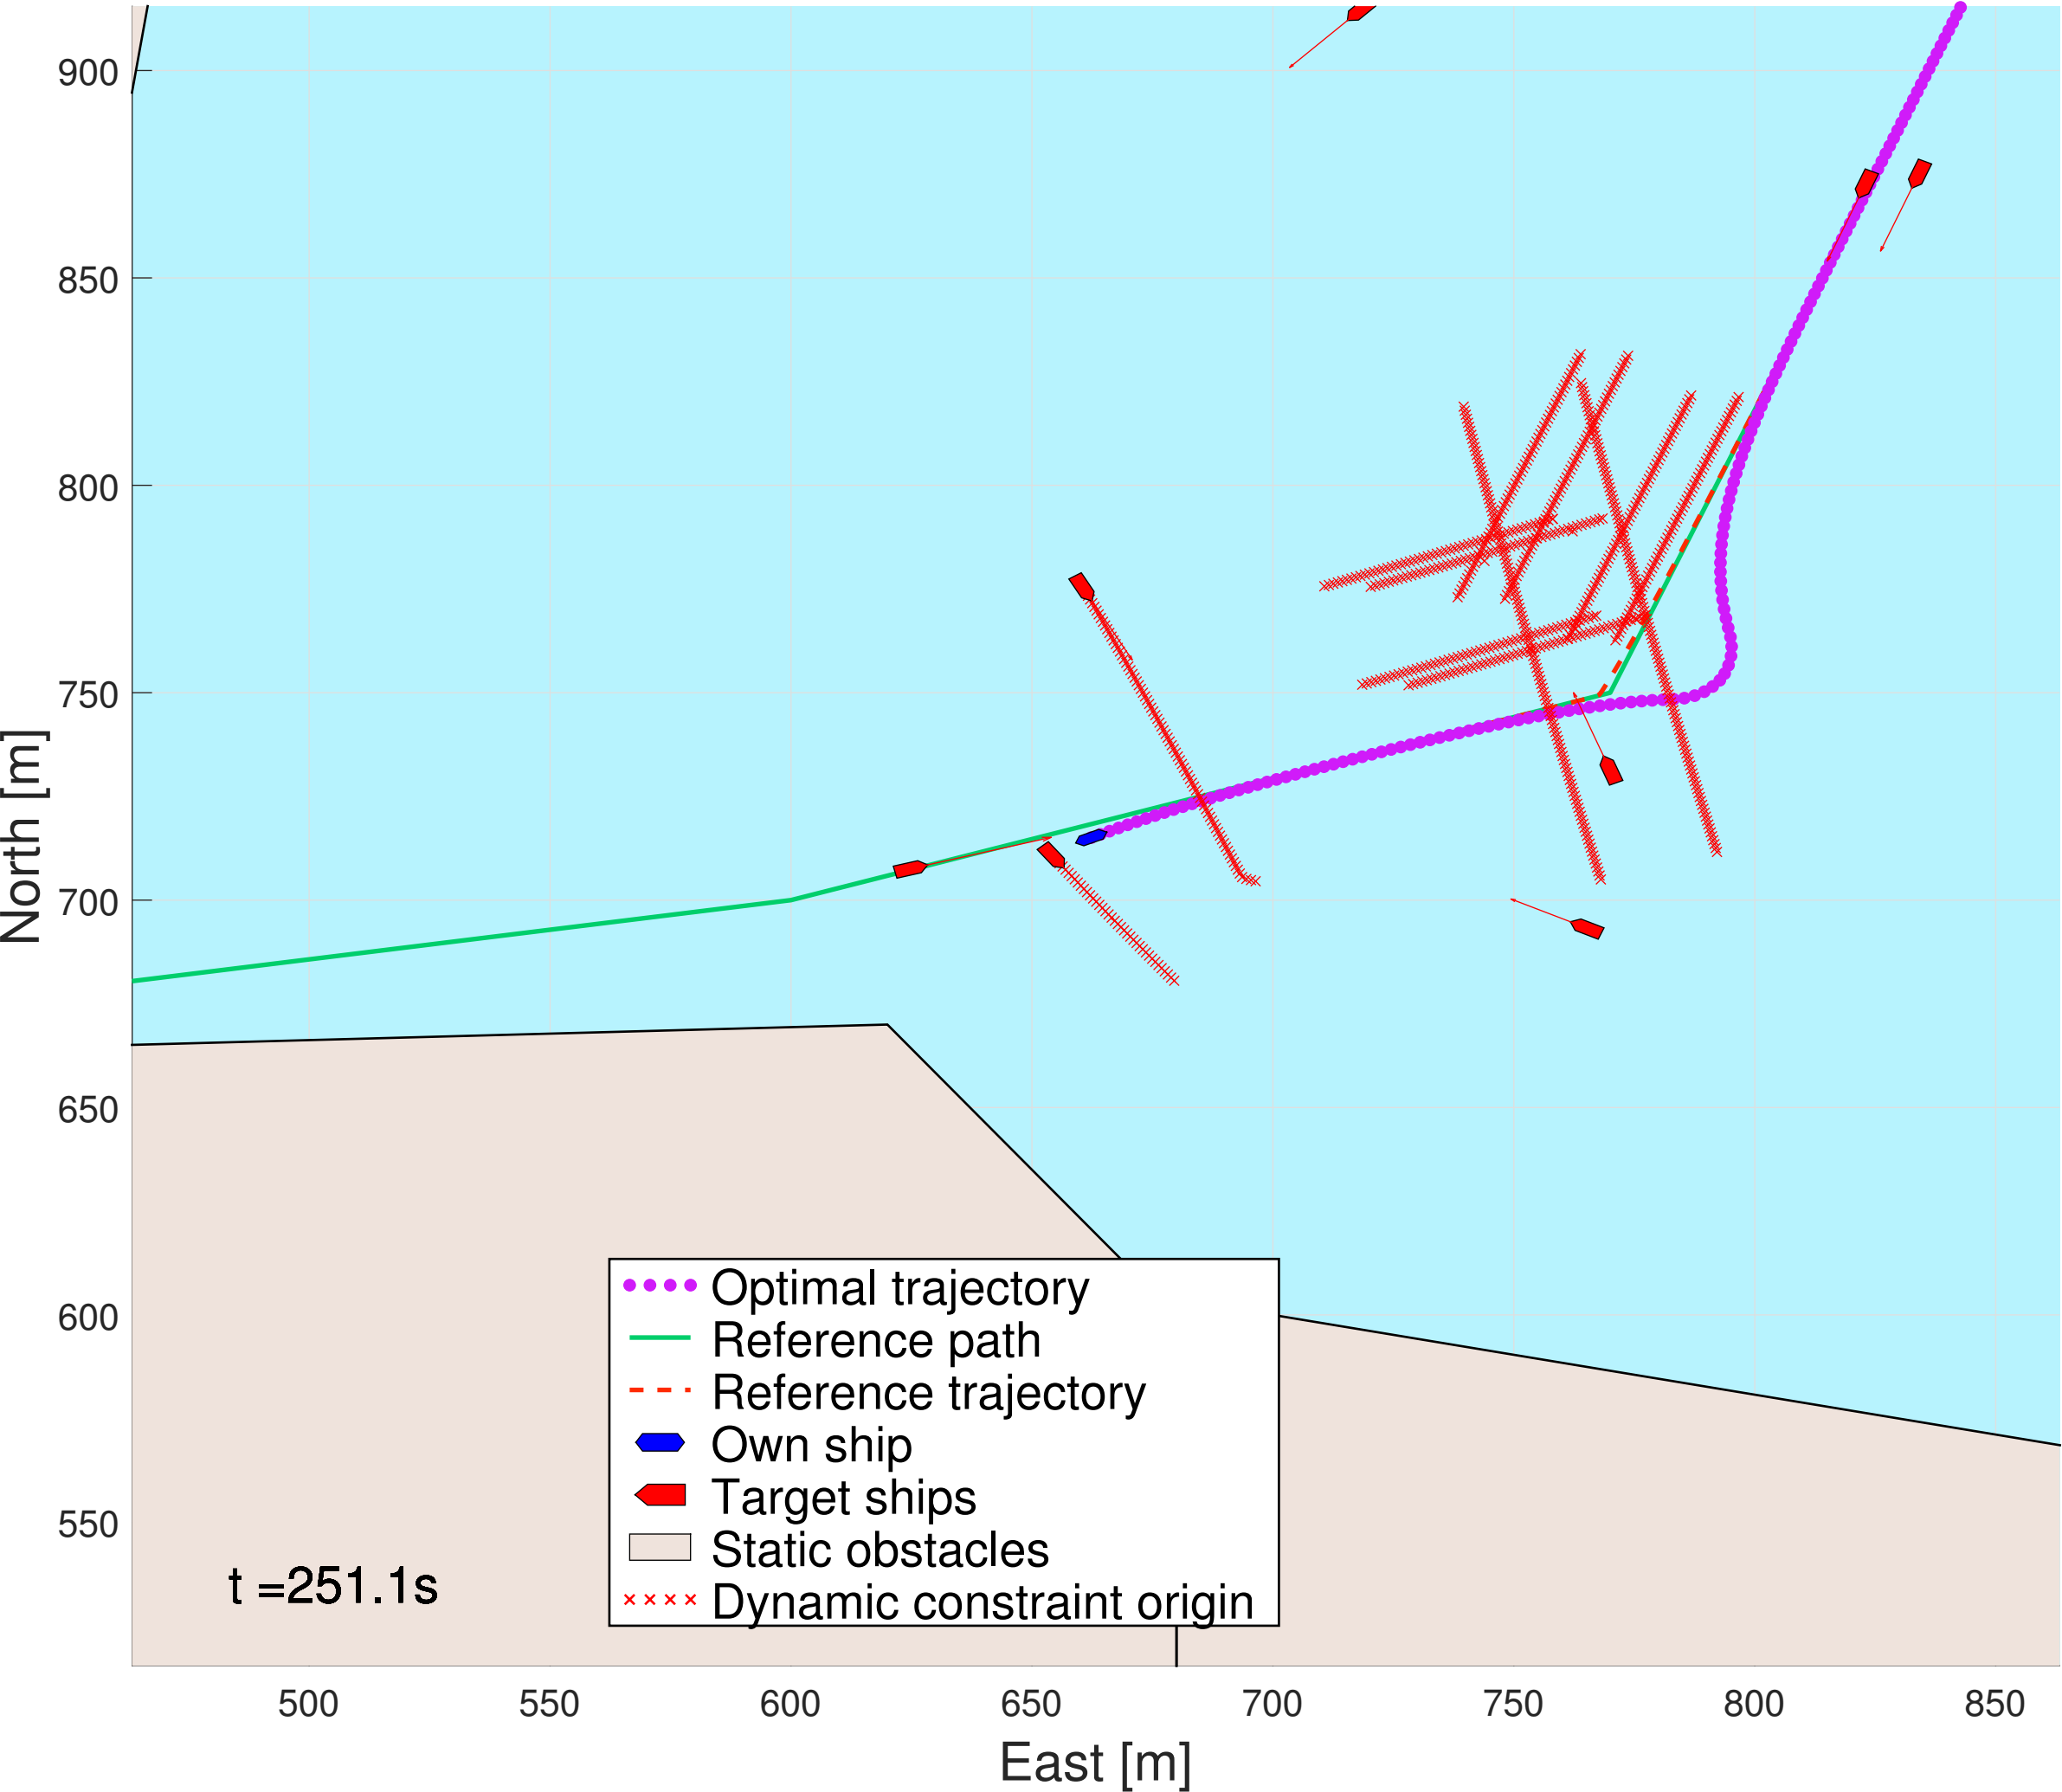 900
850
800
750
700
650
600
550
North [m]
Optimal trajectory
Reference path
Reference trajectory
Own ship
Target ships
Static obstacles
Dynamic constraint origin
t =251.1s
500
550
600
650
700
750
800
850
East [m]